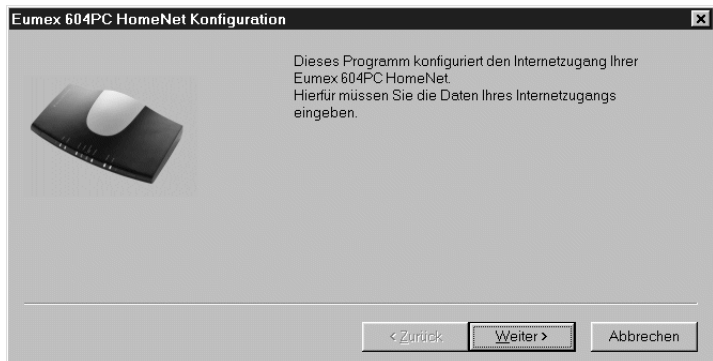 Eumex 604PC HomeNet Konfiguration
Dieses Programm konfiguriert den Internetzugang Ihrer
Eumex 604PC HomeNet.
Hierfür müssen Sie die Daten Ihres Internetzugangs
eingeben.
< Zurück
Weiter >
Abbrechen